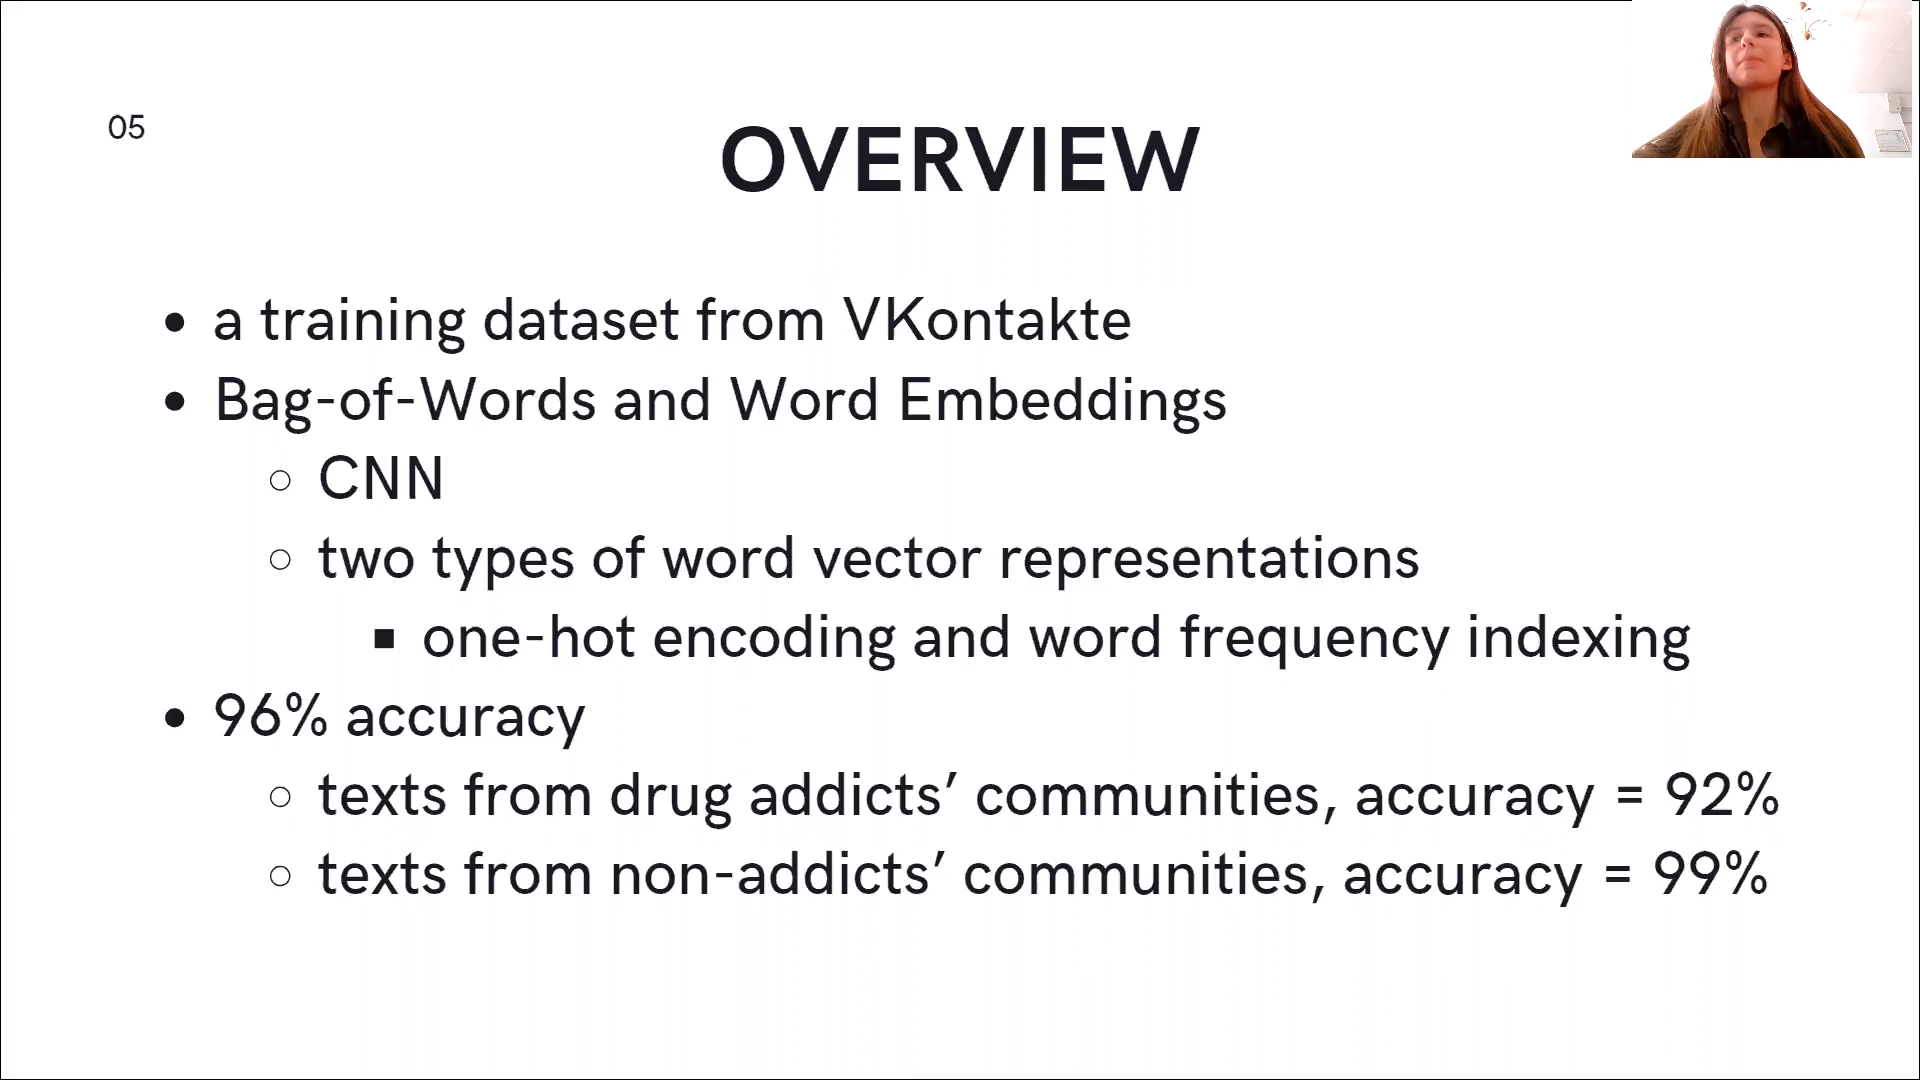 05
OVERVIEW
• a training dataset from VKontakte
• Bag-of-Words and Word Embeddings
○ CNN
○ two types of word vector representations
■ one-hot encoding and word frequency indexing
• 96% accuracy
○ texts from drug addicts’ communities, accuracy = 92%
○ texts from non-addicts’ communities, accuracy = 99%